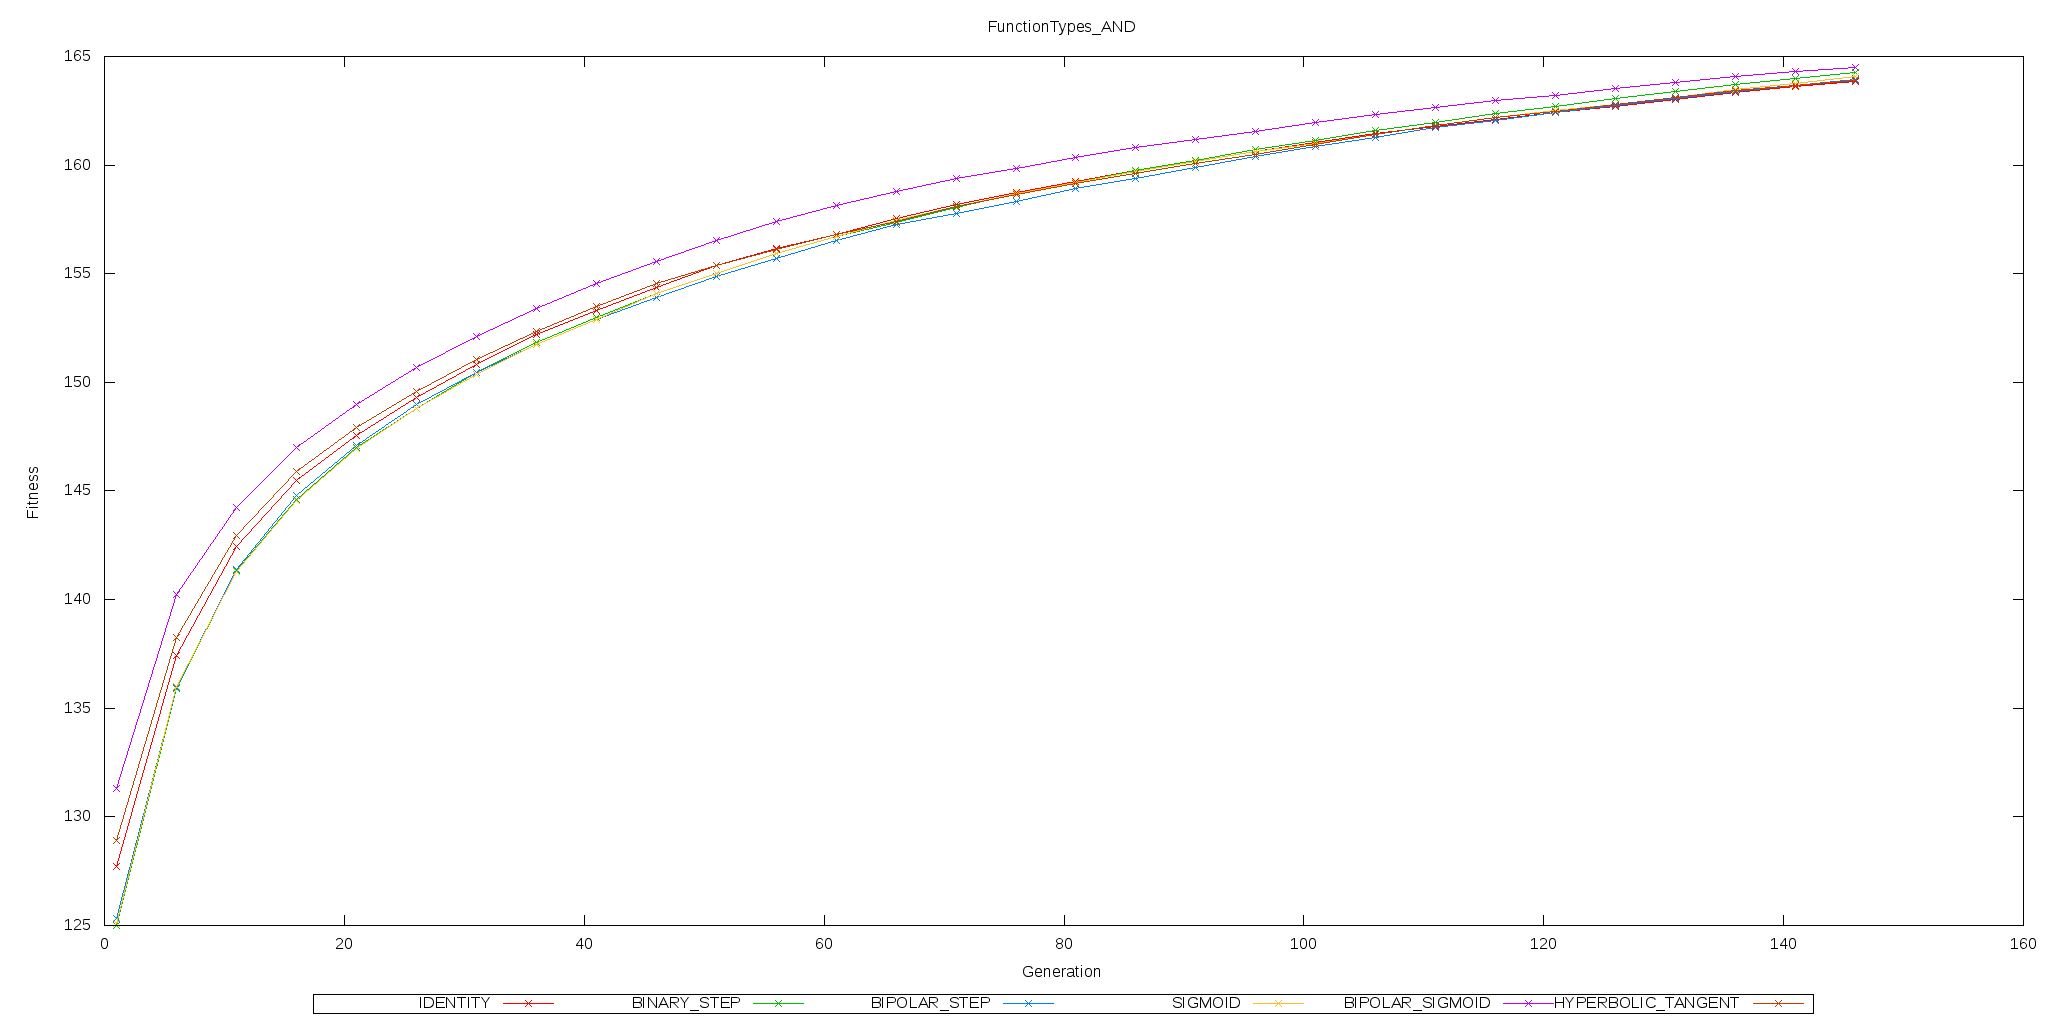 FunctionTypes_AND
165
160
155
150
145
140
135
130
125
Fitness
0 20 40 60 80 100 120 140 160
Generation
IDENTITY BINARY_STEP BIPOLAR_STEP SIGMOID BIPOLAR_SIGMOID HYPERBOLIC_TANGENT